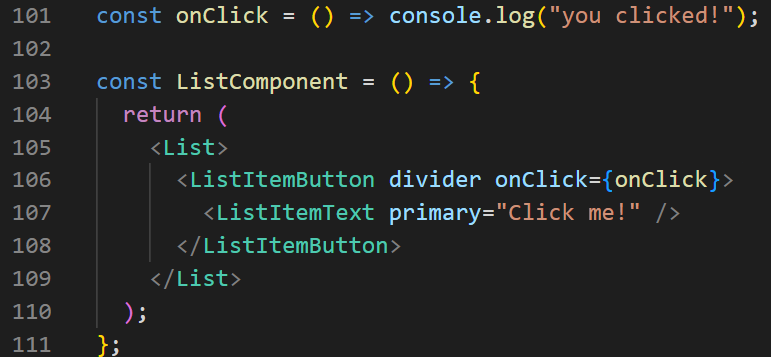 101 const onClick = () => console.log("you clicked!");
102
103 const ListComponent = () => {
104   return (
105     <List>
106       <ListItemButton divider onClick={onClick}>
107         <ListItemText primary="Click me!" />
108       </ListItemButton>
109     </List>
110   );
111 };